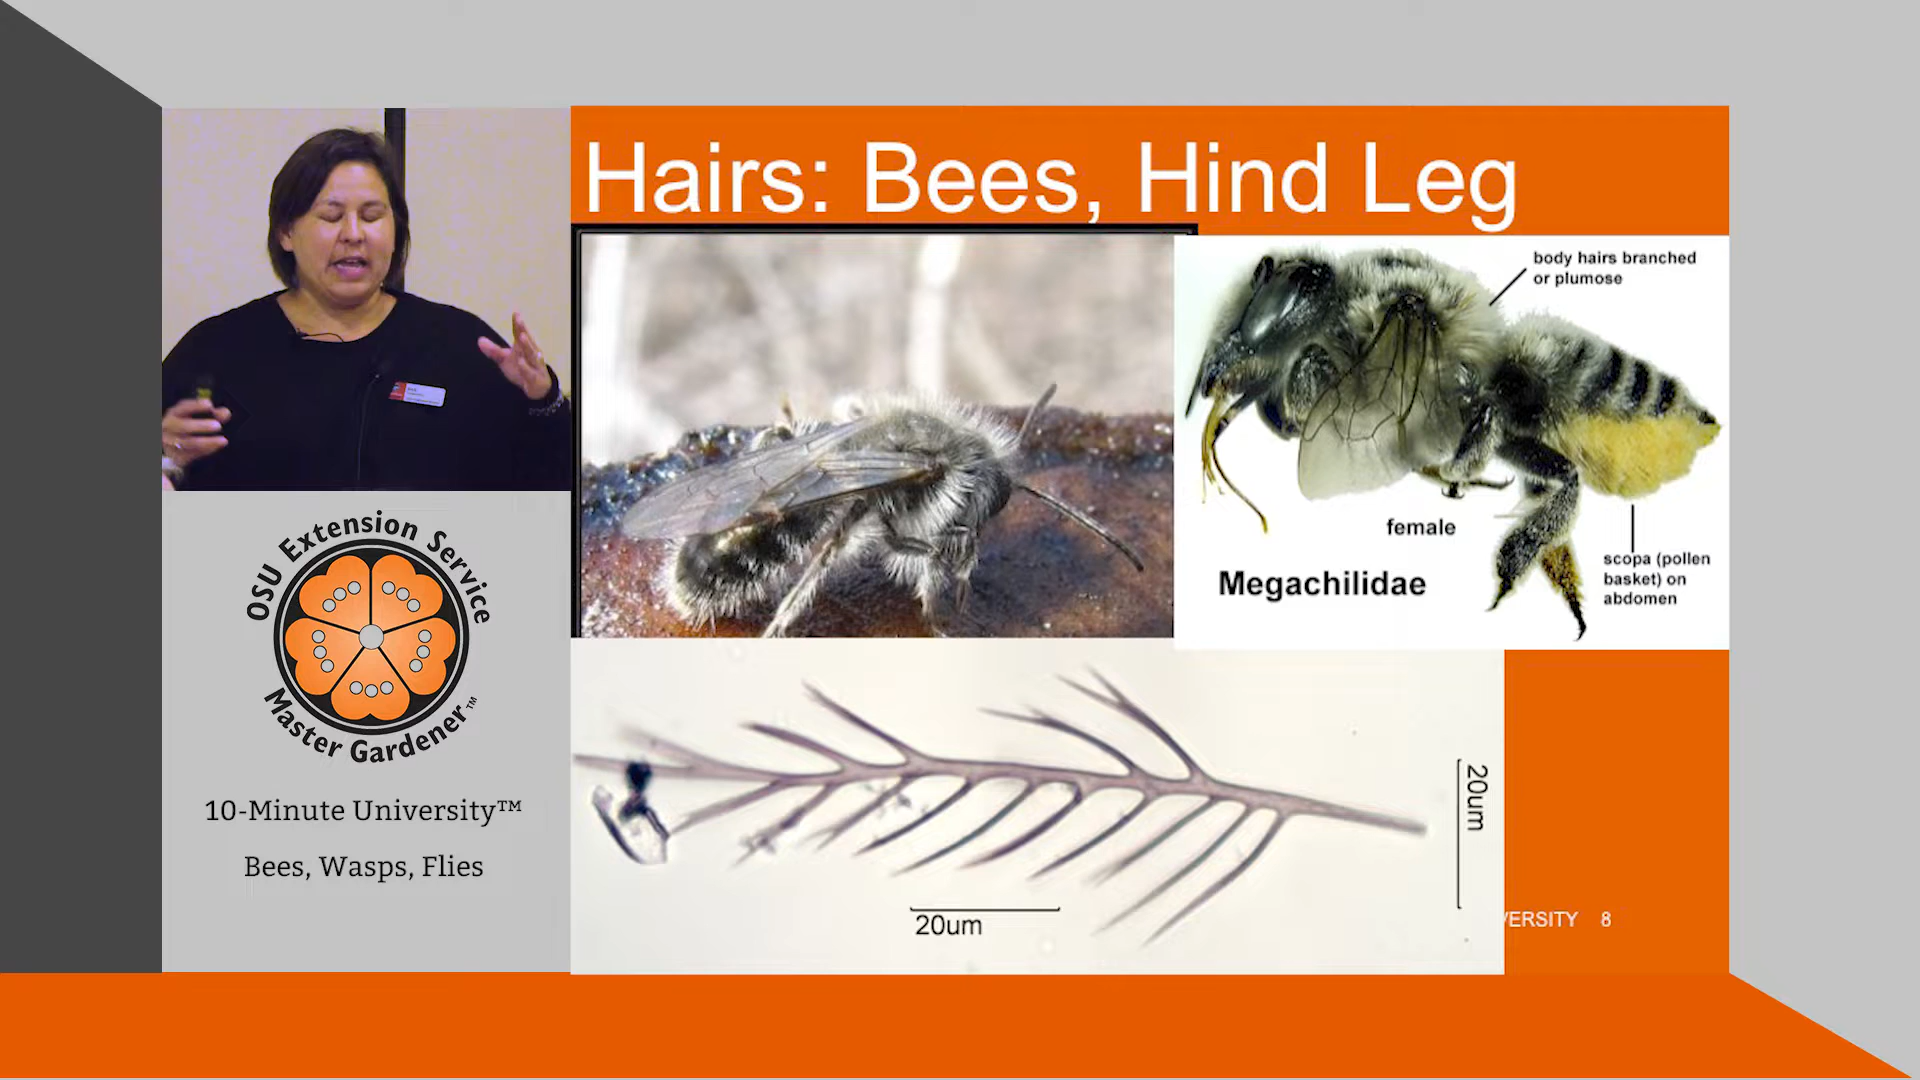 Hairs: Bees, Hind Leg
body hairs branched
or plumose
female
Megachilidae
scopa (pollen
basket) on
abdomen
20um
20um
VERSITY 8
OSU Extension Service
Master Gardener™
10-Minute University™
Bees, Wasps, Flies